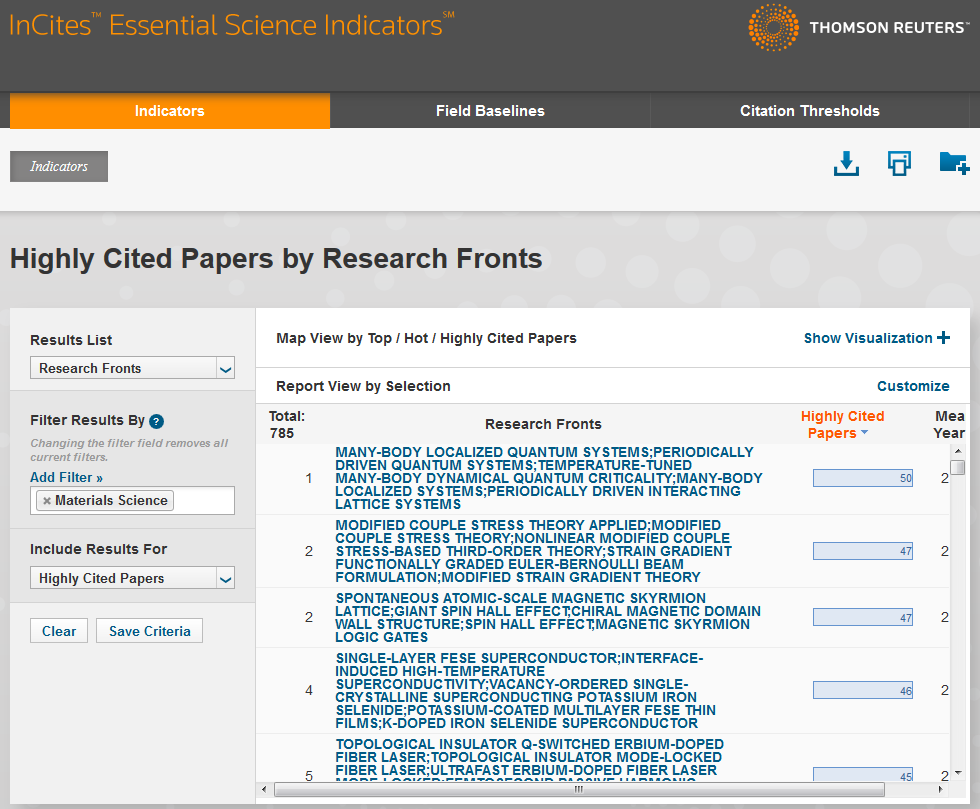 InCites™ Essential Science Indicators℠
THOMSON REUTERS™
Indicators
Field Baselines
Citation Thresholds
Indicators
Highly Cited Papers by Research Fronts
Results List
Research Fronts
Filter Results By ?
Changing the filter field removes all
current filters.
Add Filter »
× Materials Science
Include Results For
Highly Cited Papers
Clear
Save Criteria
Map View by Top / Hot / Highly Cited Papers
Show Visualization +
Report View by Selection
Customize
Total:
785
Research Fronts
Highly Cited
Papers
Mea
Year
1
MANY-BODY LOCALIZED QUANTUM SYSTEMS;PERIODICALLY
DRIVEN QUANTUM SYSTEMS;TEMPERATURE-TUNED
MANY-BODY DYNAMICAL QUANTUM CRITICALITY;MANY-BODY
LOCALIZED SYSTEMS;PERIODICALLY DRIVEN INTERACTING
LATTICE SYSTEMS
50
2
2
MODIFIED COUPLE STRESS THEORY APPLIED;MODIFIED
COUPLE STRESS THEORY;NONLINEAR MODIFIED COUPLE
STRESS-BASED THIRD-ORDER THEORY;STRAIN GRADIENT
FUNCTIONALLY GRADED EULER-BERNOULLI BEAM
FORMULATION;MODIFIED STRAIN GRADIENT THEORY
47
2
2
SPONTANEOUS ATOMIC-SCALE MAGNETIC SKYRMION
LATTICE;GIANT SPIN HALL EFFECT;CHIRAL MAGNETIC DOMAIN
WALL STRUCTURE;SPIN HALL EFFECT;MAGNETIC SKYRMION
LOGIC GATES
47
2
4
SINGLE-LAYER FESE SUPERCONDUCTOR;INTERFACE-
INDUCED HIGH-TEMPERATURE
SUPERCONDUCTIVITY;VACANCY-ORDERED SINGLE-
CRYSTALLINE SUPERCONDUCTING POTASSIUM IRON
SELENIDE;POTASSIUM-COATED MULTILAYER FESE THIN
FILMS;K-DOPED IRON SELENIDE SUPERCONDUCTOR
46
2
5
TOPOLOGICAL INSULATOR Q-SWITCHED ERBIUM-DOPED
FIBER LASER;TOPOLOGICAL INSULATOR MODE-LOCKED
FIBER LASER;ULTRAFAST ERBIUM-DOPED FIBER LASER
45
2